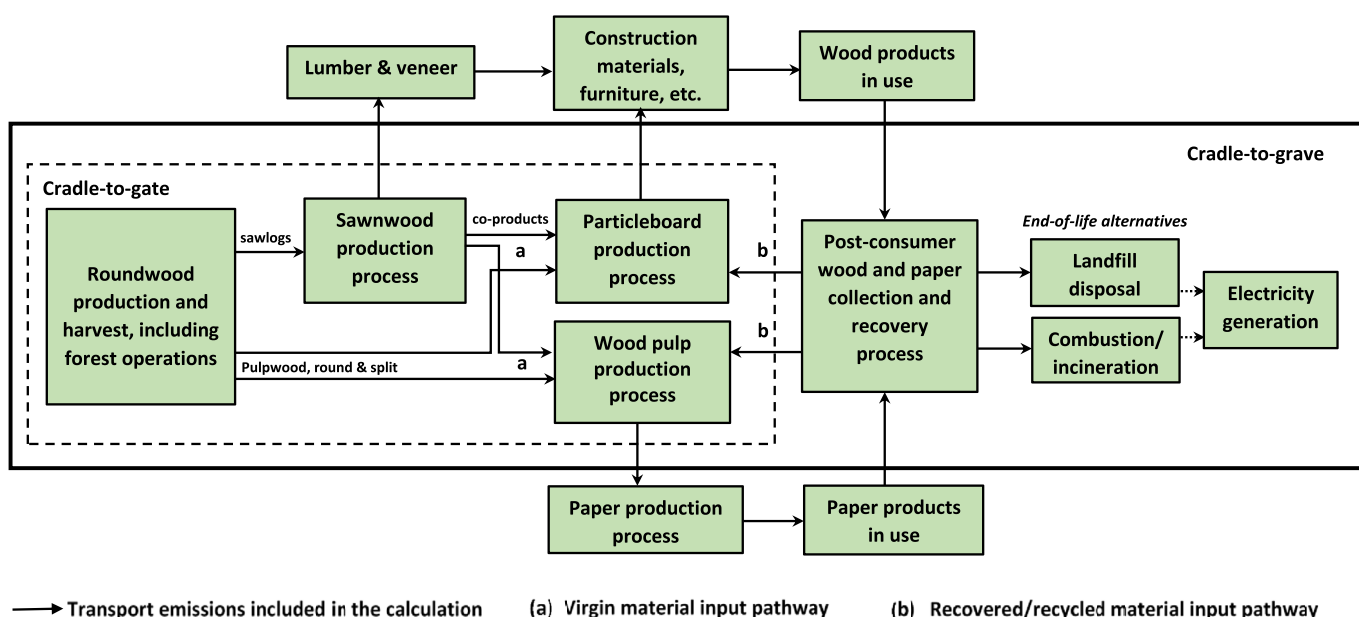 Lumber & veneer
Construction
materials,
furniture, etc.
Wood products
in use
Cradle-to-grave
Cradle-to-gate
Roundwood
production and
harvest, including
forest operations
sawlogs
Sawnwood
production
process
co-products
a
Particleboard
production
process
b
Post-consumer
wood and paper
collection and
recovery
process
End-of-life alternatives
Landfill
disposal
Electricity
generation
Combustion/
incineration
Pulpwood, round & split
a
Wood pulp
production
process
b
Paper production
process
Paper products
in use
Transport emissions included in the calculation
(a) Virgin material input pathway
(b) Recovered/recycled material input pathway